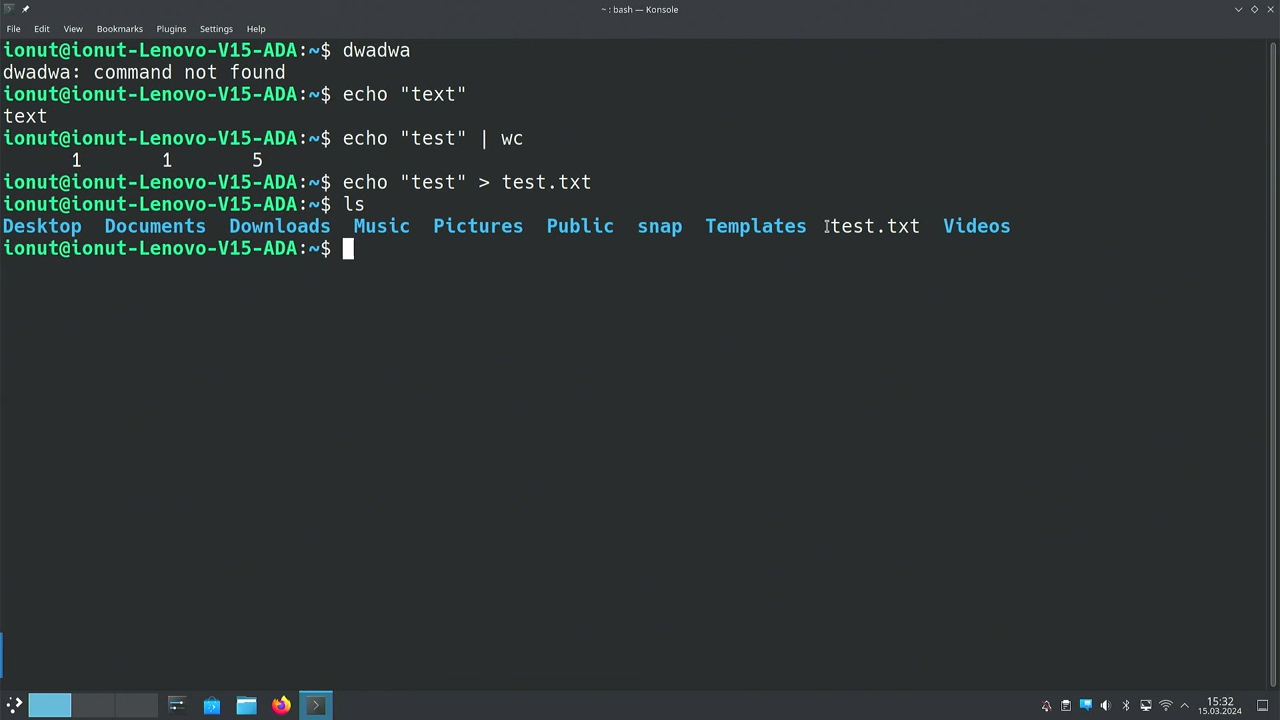 ~ : bash — Konsole
File Edit View Bookmarks Plugins Settings Help
ionut@ionut-Lenovo-V15-ADA:~$ dwadwa
dwadwa: command not found
ionut@ionut-Lenovo-V15-ADA:~$ echo "text"
text
ionut@ionut-Lenovo-V15-ADA:~$ echo "test" | wc
      1       1       5
ionut@ionut-Lenovo-V15-ADA:~$ echo "test" > test.txt
ionut@ionut-Lenovo-V15-ADA:~$ ls
Desktop  Documents  Downloads  Music  Pictures  Public  snap  Templates  test.txt  Videos
ionut@ionut-Lenovo-V15-ADA:~$
15:32
15.03.2024